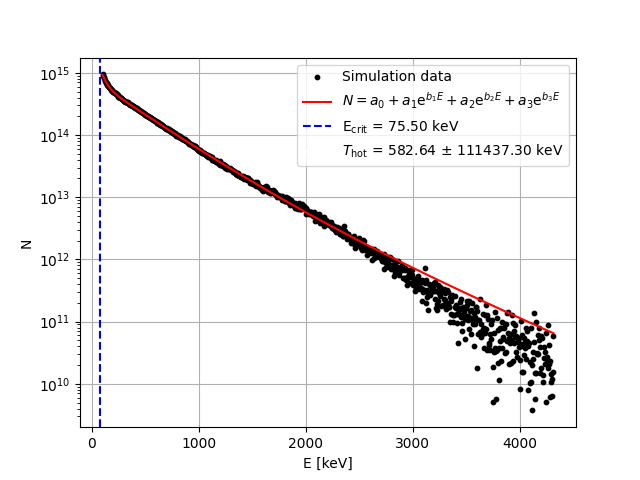 Simulation data
N = a₀ + a₁e^{b₁E} + a₂e^{b₂E} + a₃e^{b₃E}
E_crit = 75.50 keV
T_hot = 582.64 ± 111437.30 keV
10¹⁵
10¹⁴
10¹³
10¹²
10¹¹
10¹⁰
N
0 1000 2000 3000 4000
E [keV]